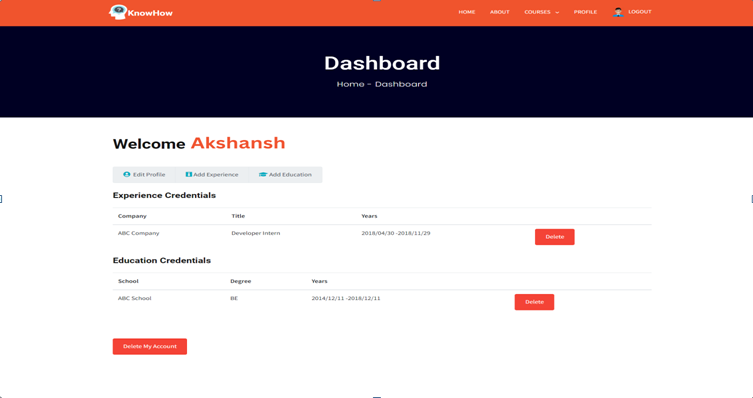 KnowHow HOME ABOUT COURSES PROFILE LOGOUT
Dashboard
Home - Dashboard
Welcome Akshansh
Edit Profile Add Experience Add Education
Experience Credentials
Company Title Years
ABC Company Developer Intern 2018/04/30 -2018/11/29 Delete
Education Credentials
School Degree Years
ABC School BE 2014/12/11 -2018/12/11 Delete
Delete My Account